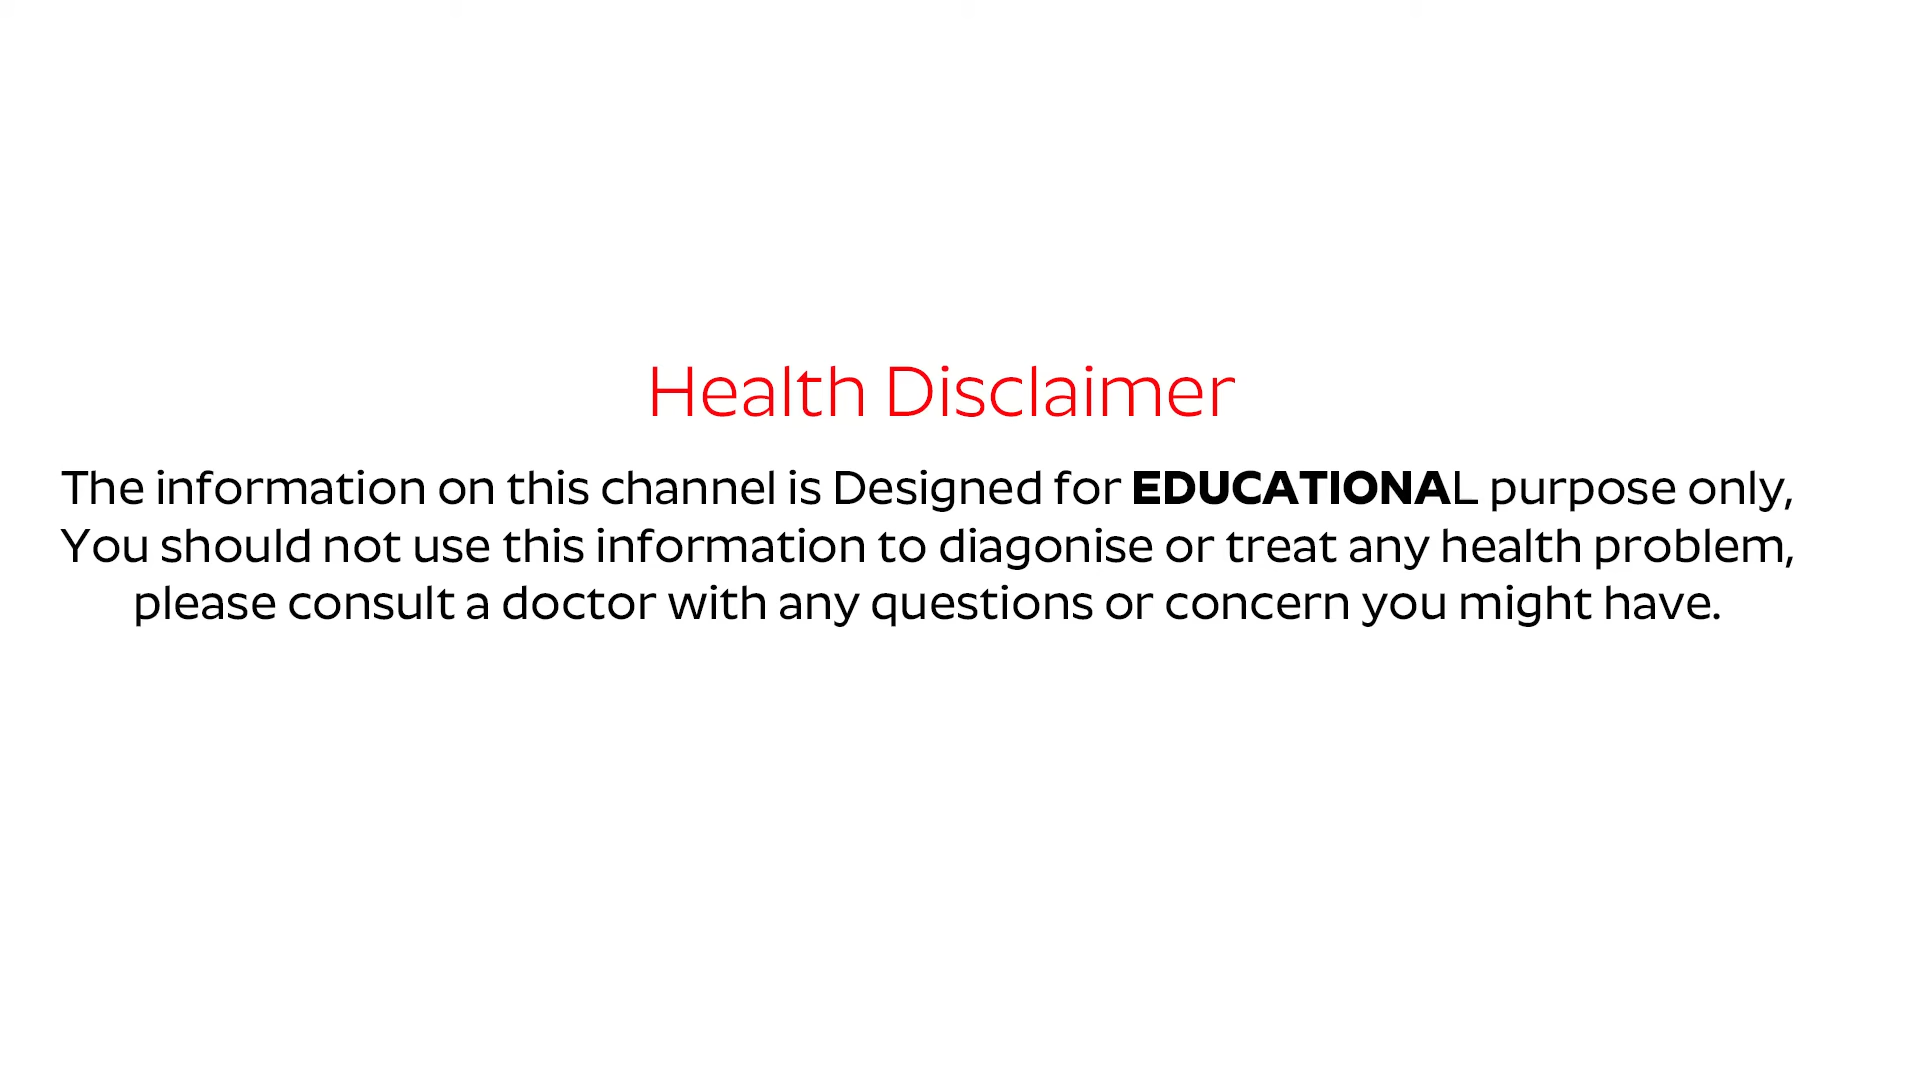 Health Disclaimer
The information on this channel is Designed for EDUCATIONAL purpose only,
You should not use this information to diagonise or treat any health problem,
please consult a doctor with any questions or concern you might have.